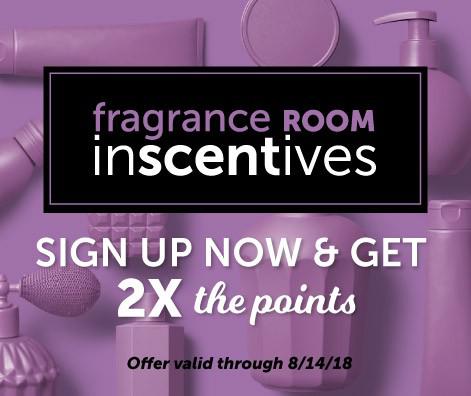 fragrance ROOM
inscentives
SIGN UP NOW & GET
2X the points
Offer valid through 8/14/18